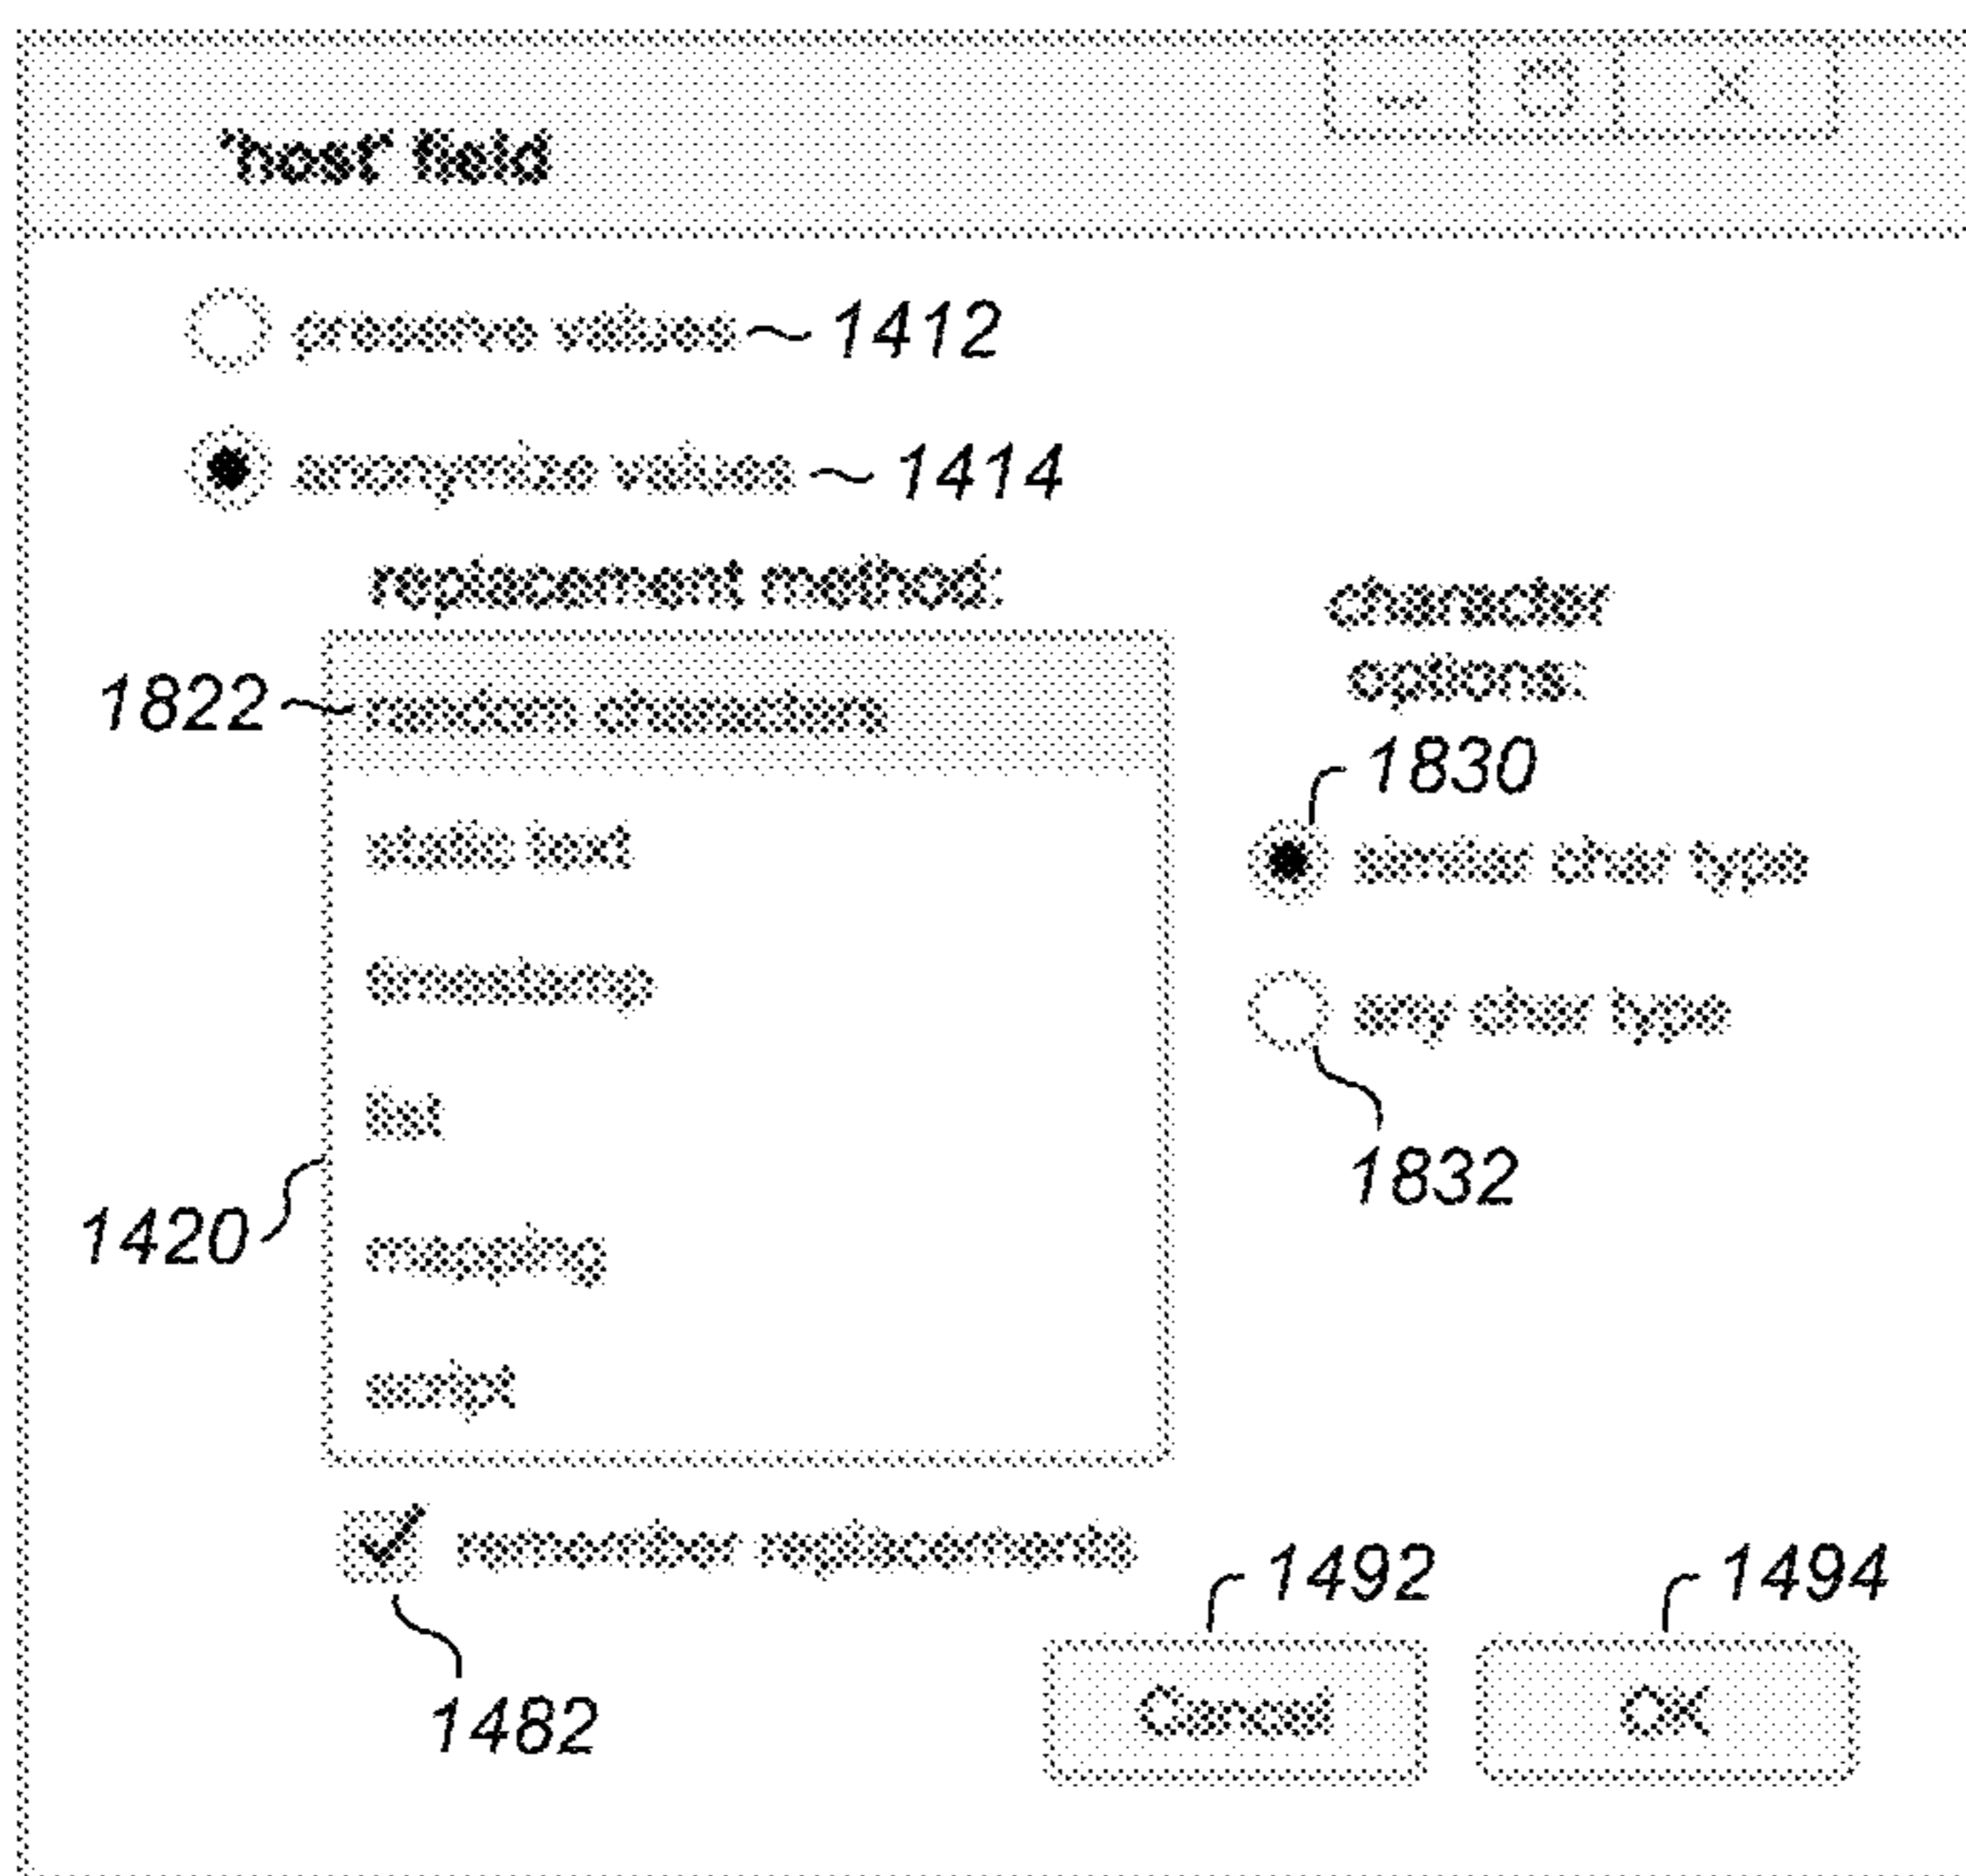 "host" field
preserve values 1412
anonymize values 1414
replacement method:
character
options:
1822 random characters
1830
static text
similar char type
timestamp
any char type
list
1832
1420
mapping
script
remember replacements
1492 1494
1482
Cancel OK